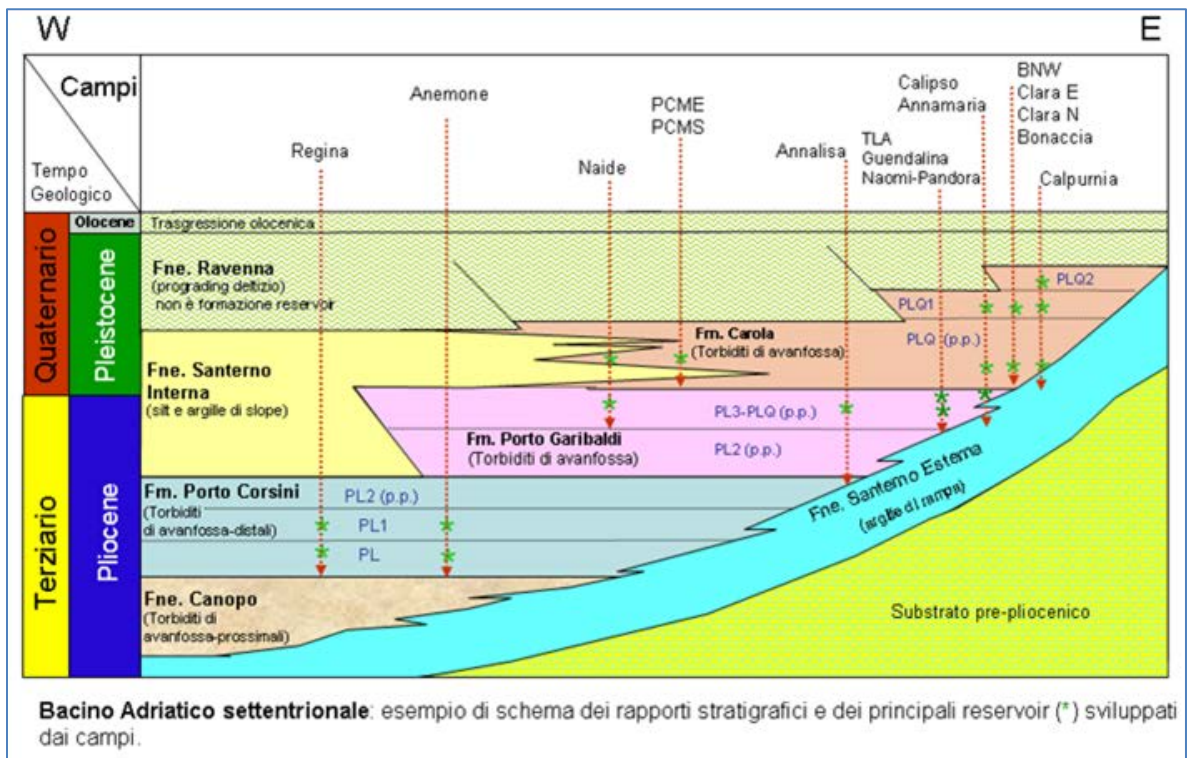 W
E
Campi
Tempo
Geologico
Regina
Anemone
Naide
PCME
PCMS
Annalisa
TLA
Guendalina
Naomi-Pandora
Calipso
Annamaria
BNW
Clara E
Clara N
Bonaccia
Calpurnia
Quaternario
Terziario
Olocene
Pleistocene
Pliocene
Trasgressione olocenica
Fne. Ravenna
(prograding deltizio)
non è formazione reservoir
PLQ2
PLQ1
PLQ (p.p.)
Fm. Carola
(Torbiditi di avanfossa)
Fne. Santerno
Interna
(silt e argille di slope)
PL3-PLQ (p.p.)
Fm. Porto Garibaldi
(Torbiditi di avanfossa)
PL2 (p.p.)
Fm. Porto Corsini
(Torbiditi
di avanfossa-distali)
PL2 (p.p.)
PL1
PL
Fne. Santerno Esterna
(argille di rampa)
Fne. Canopo
(Torbiditi di
avanfossa-prossimali)
Substrato pre-pliocenico
Bacino Adriatico settentrionale: esempio di schema dei rapporti stratigrafici e dei principali reservoir (*) sviluppati
dai campi.